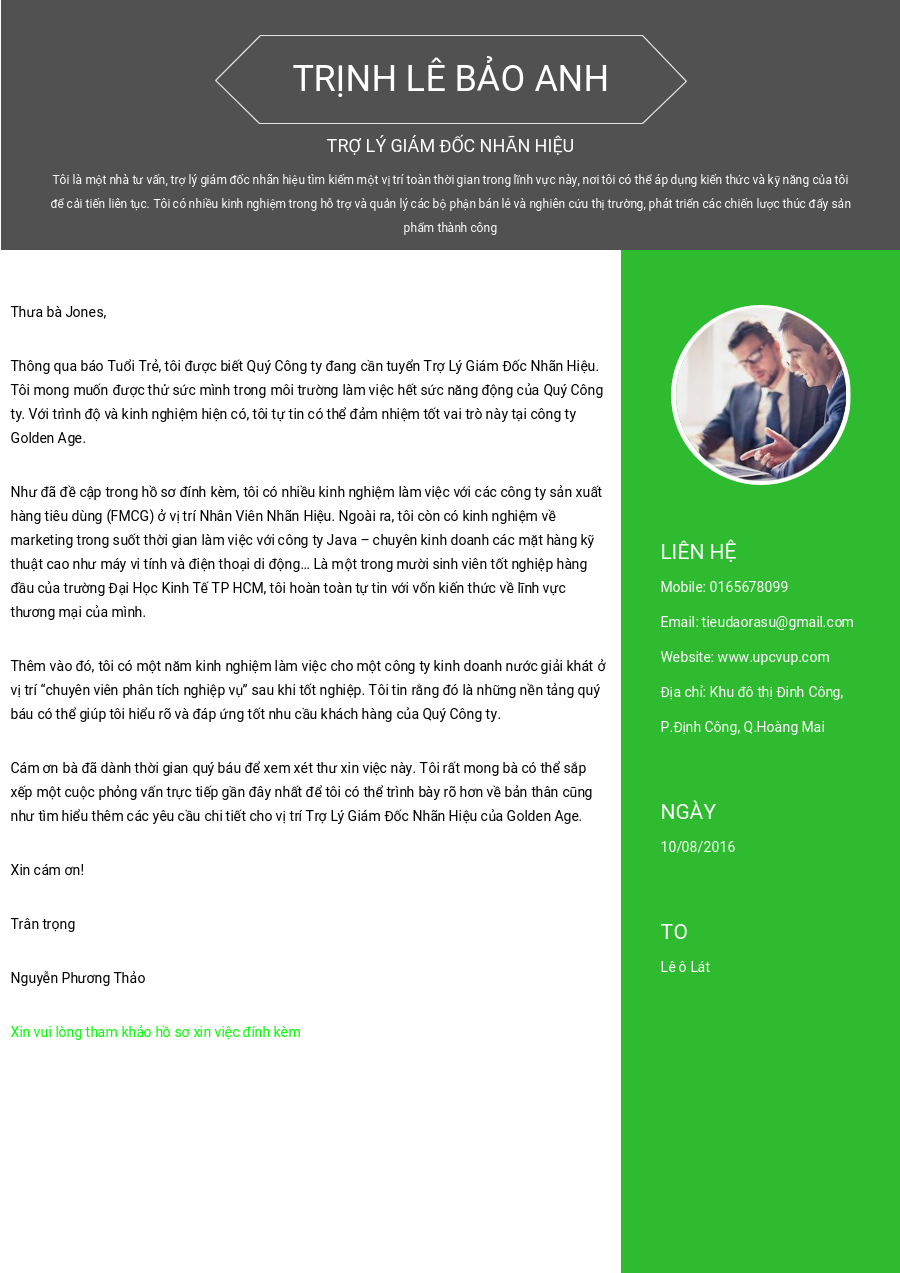 TRỊNH LÊ BẢO ANH
TRỢ LÝ GIÁM ĐỐC NHÃN HIỆU
Tôi là một nhà tư vấn, trợ lý giám đốc nhãn hiệu tìm kiếm một vị trí toàn thời gian trong lĩnh vực này, nơi tôi có thể áp dụng kiến thức và kỹ năng của tôi
để cải tiến liên tục. Tôi có nhiều kinh nghiệm trong hỗ trợ và quản lý các bộ phận bán lẻ và nghiên cứu thị trường, phát triển các chiến lược thúc đẩy sản
phẩm thành công
Thưa bà Jones,
Thông qua báo Tuổi Trẻ, tôi được biết Quý Công ty đang cần tuyển Trợ Lý Giám Đốc Nhãn Hiệu.
Tôi mong muốn được thử sức mình trong môi trường làm việc hết sức năng động của Quý Công
ty. Với trình độ và kinh nghiệm hiện có, tôi tự tin có thể đảm nhiệm tốt vai trò này tại công ty
Golden Age.
Như đã đề cập trong hồ sơ đính kèm, tôi có nhiều kinh nghiệm làm việc với các công ty sản xuất
hàng tiêu dùng (FMCG) ở vị trí Nhân Viên Nhãn Hiệu. Ngoài ra, tôi còn có kinh nghiệm về
marketing trong suốt thời gian làm việc với công ty Java – chuyên kinh doanh các mặt hàng kỹ
thuật cao như máy vi tính và điện thoại di động… Là một trong mười sinh viên tốt nghiệp hàng
đầu của trường Đại Học Kinh Tế TP HCM, tôi hoàn toàn tự tin với vốn kiến thức về lĩnh vực
thương mại của mình.
Thêm vào đó, tôi có một năm kinh nghiệm làm việc cho một công ty kinh doanh nước giải khát ở
vị trí “chuyên viên phân tích nghiệp vụ” sau khi tốt nghiệp. Tôi tin rằng đó là những nền tảng quý
báu có thể giúp tôi hiểu rõ và đáp ứng tốt nhu cầu khách hàng của Quý Công ty.
Cám ơn bà đã dành thời gian quý báu để xem xét thư xin việc này. Tôi rất mong bà có thể sắp
xếp một cuộc phỏng vấn trực tiếp gần đây nhất để tôi có thể trình bày rõ hơn về bản thân cũng
như tìm hiểu thêm các yêu cầu chi tiết cho vị trí Trợ Lý Giám Đốc Nhãn Hiệu của Golden Age.
Xin cám ơn!
Trân trọng
Nguyễn Phương Thảo
Xin vui lòng tham khảo hồ sơ xin việc đính kèm
LIÊN HỆ
Mobile: 0165678099
Email: tieudaorasu@gmail.com
Website: www.upcvup.com
Địa chỉ: Khu đô thị Đinh Công,
P.Định Công, Q.Hoàng Mai
NGÀY
10/08/2016
TO
Lê ô Lát